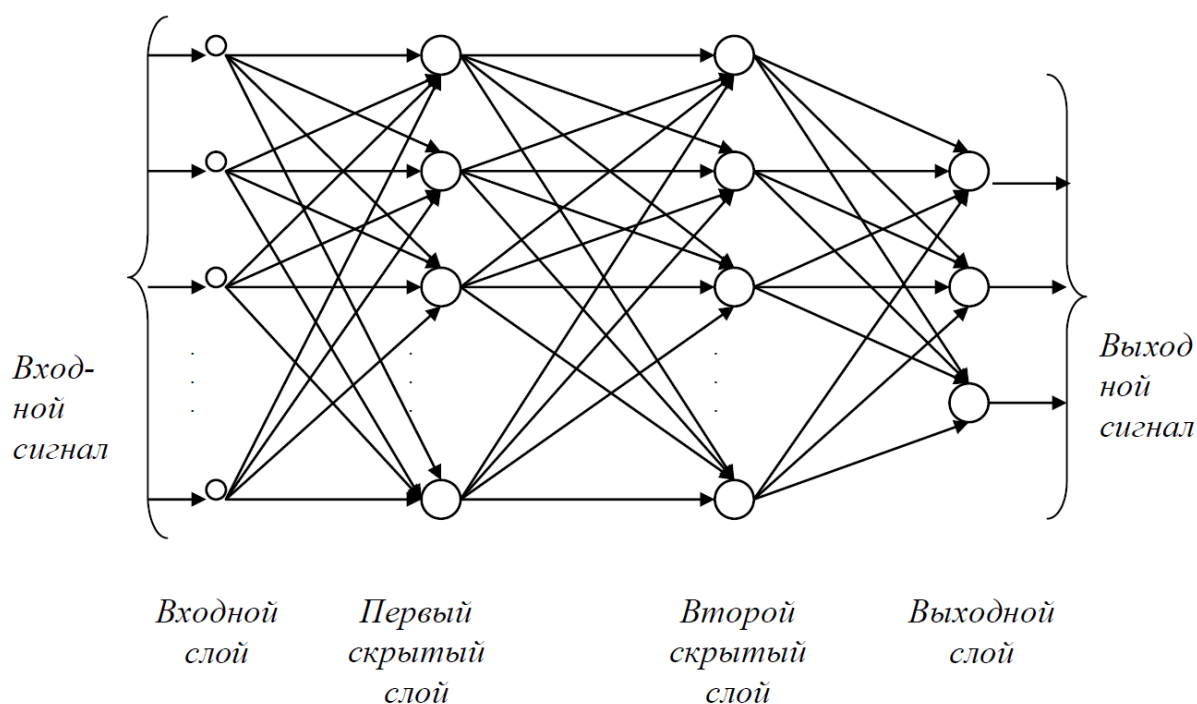 Вход-
ной
сигнал
Выход
ной
сигнал
Входной
слой
Первый
скрытый
слой
Второй
скрытый
слой
Выходной
слой